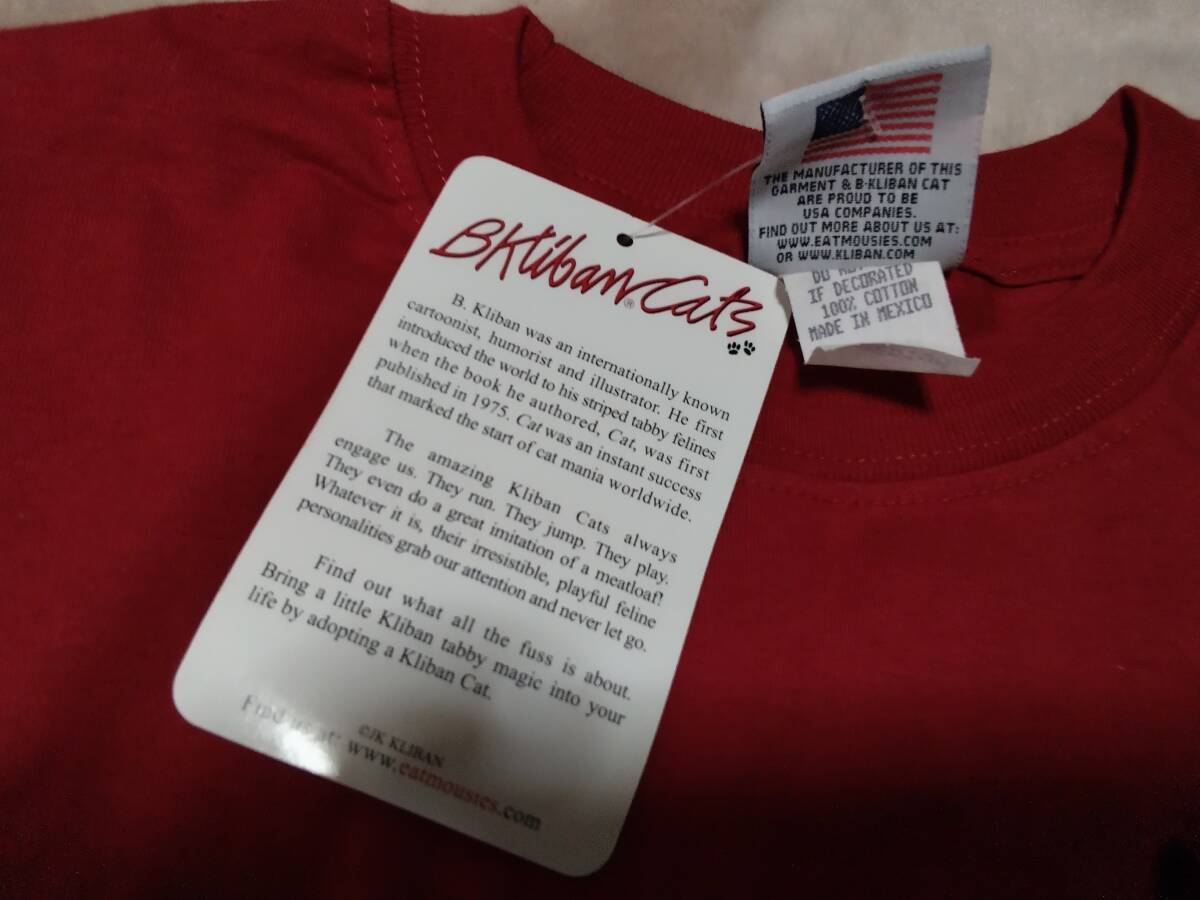 BKliban Cats®
B. Kliban was an internationally known
cartoonist, humorist and illustrator. He first
introduced the world to his striped tabby felines
when the book he authored, Cat, was first
published in 1975. Cat was an instant success
that marked the start of cat mania worldwide.
The amazing Kliban Cats always
engage us. They run. They jump. They play.
They even do a great imitation of a meatloaf!
Whatever it is, their irresistible, playful feline
personalities grab our attention and never let go.
Find out what all the fuss is about.
Bring a little Kliban tabby magic into your
life by adopting a Kliban Cat.
©JK KLIBAN
Find us at: www.eatmousies.com
THE MANUFACTURER OF THIS
GARMENT & B·KLIBAN CAT
ARE PROUD TO BE
USA COMPANIES.
FIND OUT MORE ABOUT US AT:
WWW.EATMOUSIES.COM
OR WWW.KLIBAN.COM
DO
IF DECORATED
100% COTTON
MADE IN MEXICO